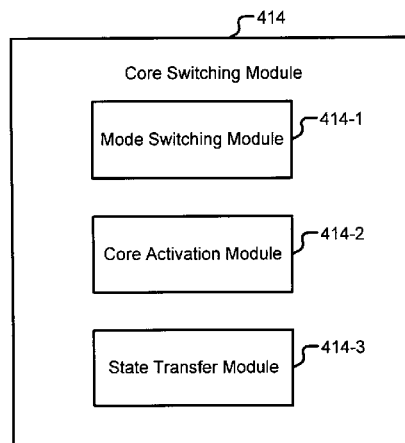 414
Core Switching Module
Mode Switching Module
414-1
Core Activation Module
414-2
State Transfer Module
414-3